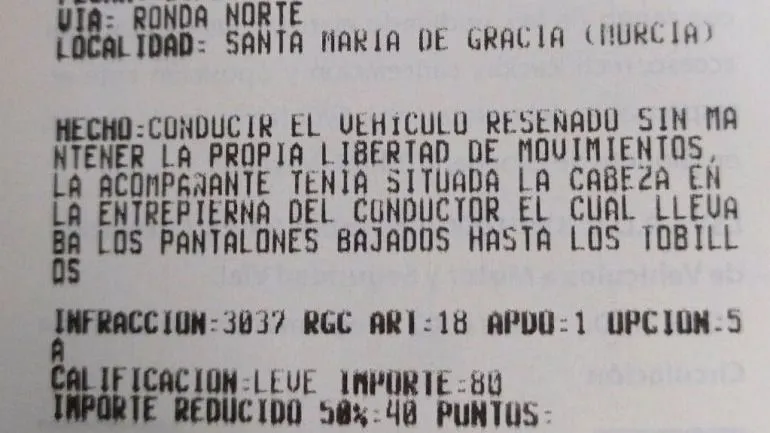 VIA: RONDA NORTE
LOCALIDAD: SANTA MARIA DE GRACIA (MURCIA)
HECHO:CONDUCIR EL VEHICULO RESEÑADO SIN MA
NTENER LA PROPIA LIBERTAD DE MOVIMIENTOS,
LA ACOMPAÑANTE TENIA SITUADA LA CABEZA EN
LA ENTREPIERNA DEL CONDUCTOR EL CUAL LLEVA
BA LOS PANTALONES BAJADOS HASTA LOS TOBILL
OS
INFRACCION:3037 RGC ART:18 APDO:1 OPCION:5
A
CALIFICACION:LEVE IMPORTE:80
IMPORTE REDUCIDO 50%:40 PUNTOS: